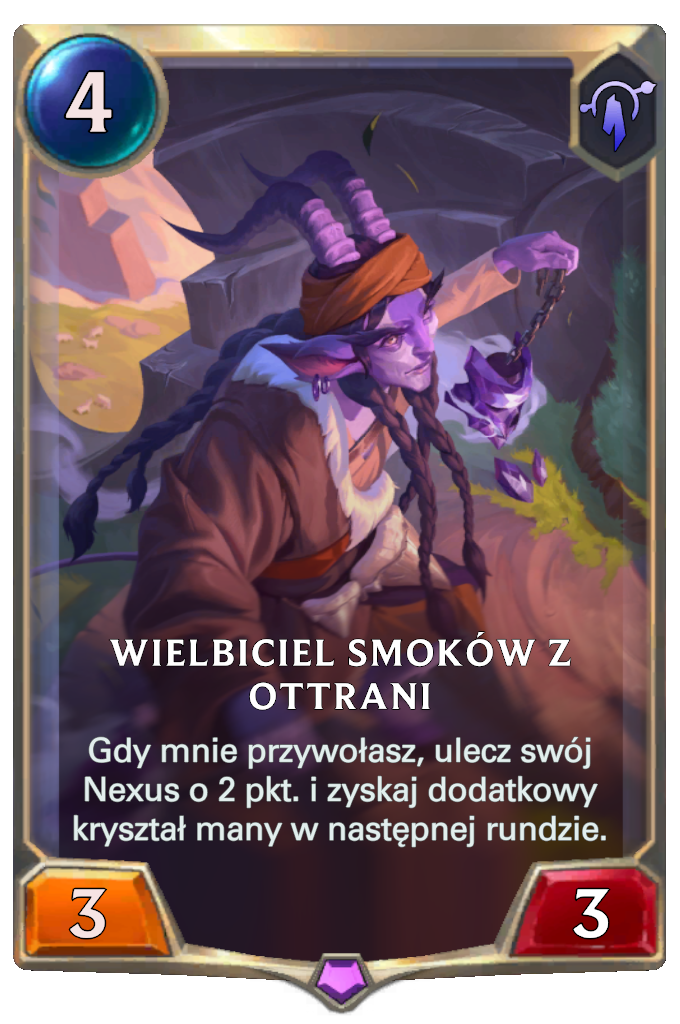 4
WIELBICIEL SMOKÓW Z
OTTRANI
Gdy mnie przywołasz, ulecz swój
Nexus o 2 pkt. i zyskaj dodatkowy
kryształ many w następnej rundzie.
3
3